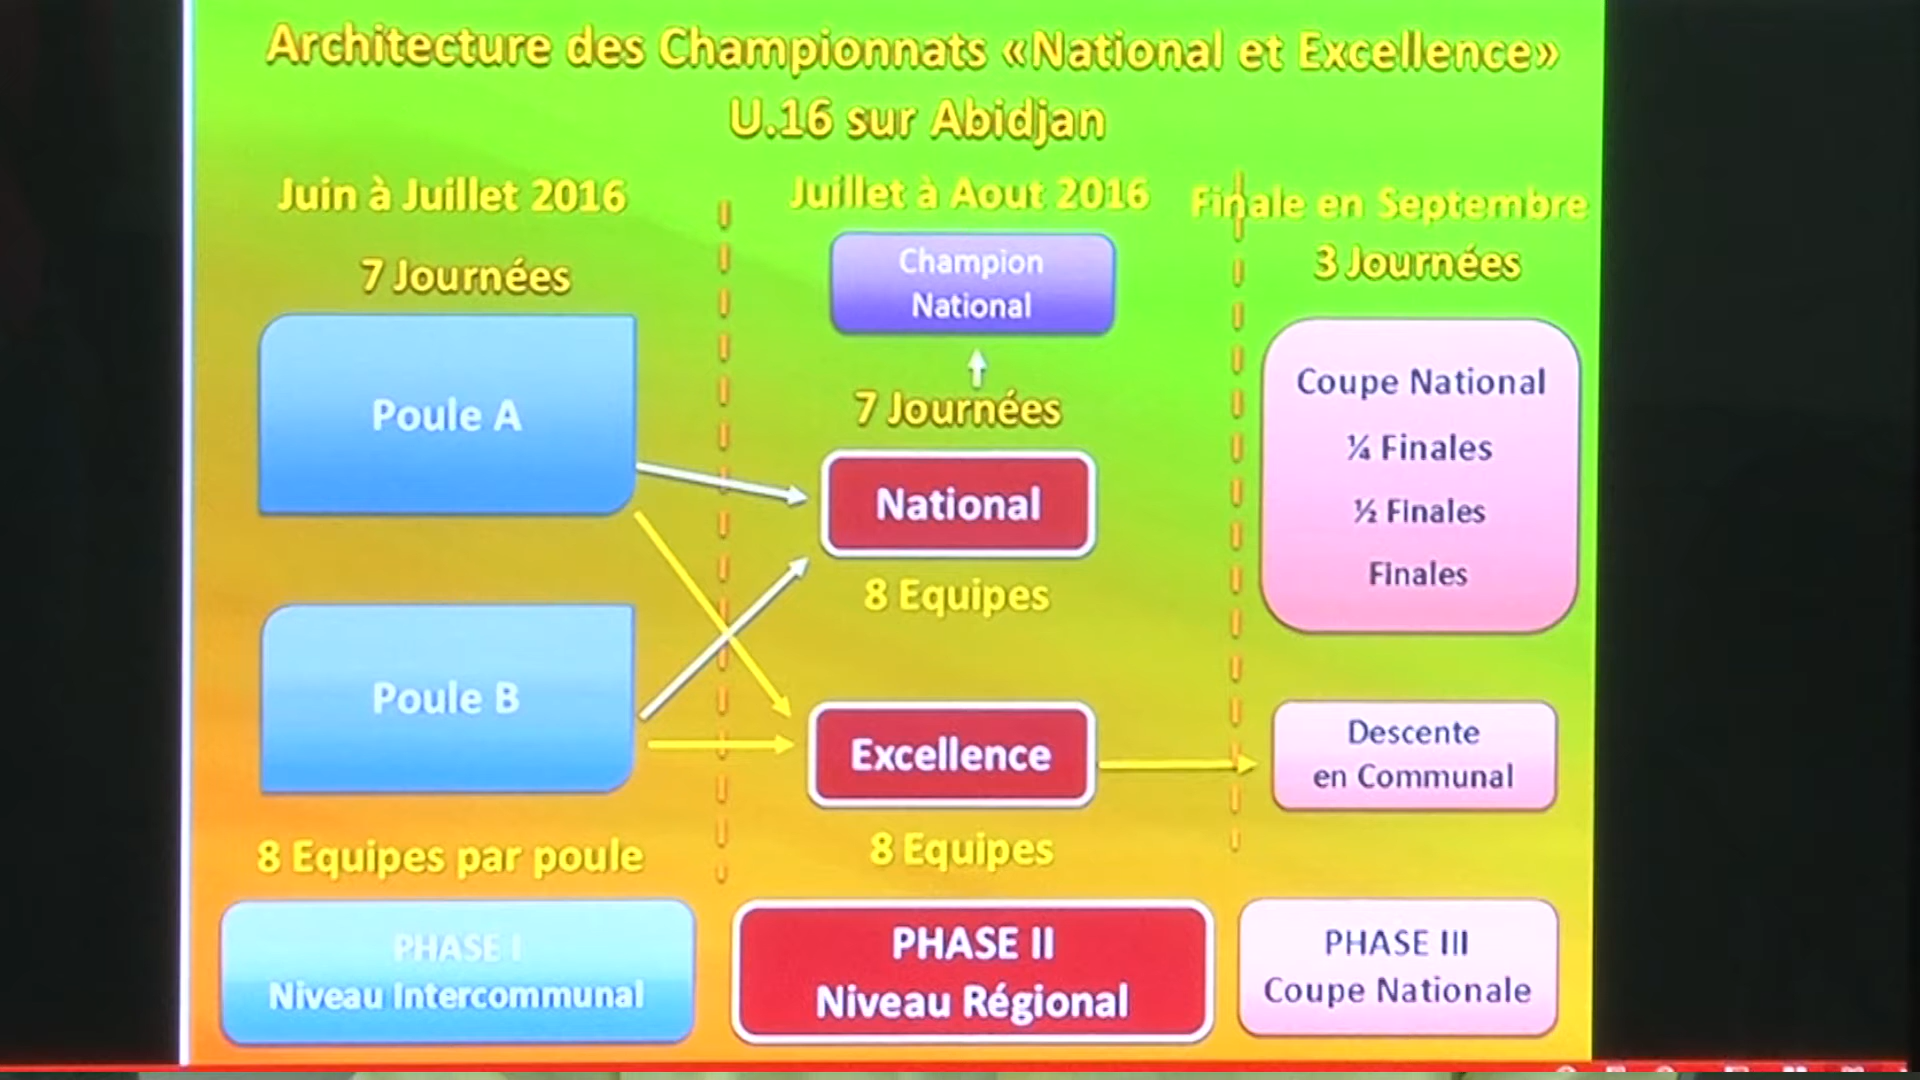 Architecture des Championnats «National et Excellence»
U.16 sur Abidjan
Juin à Juillet 2016
7 Journées
Poule A
Poule B
8 Equipes par poule
PHASE I
Niveau Intercommunal
Juillet à Aout 2016
Champion
National
7 Journées
National
8 Equipes
Excellence
8 Equipes
PHASE II
Niveau Régional
Finale en Septembre
3 Journées
Coupe National
¼ Finales
½ Finales
Finales
Descente
en Communal
PHASE III
Coupe Nationale